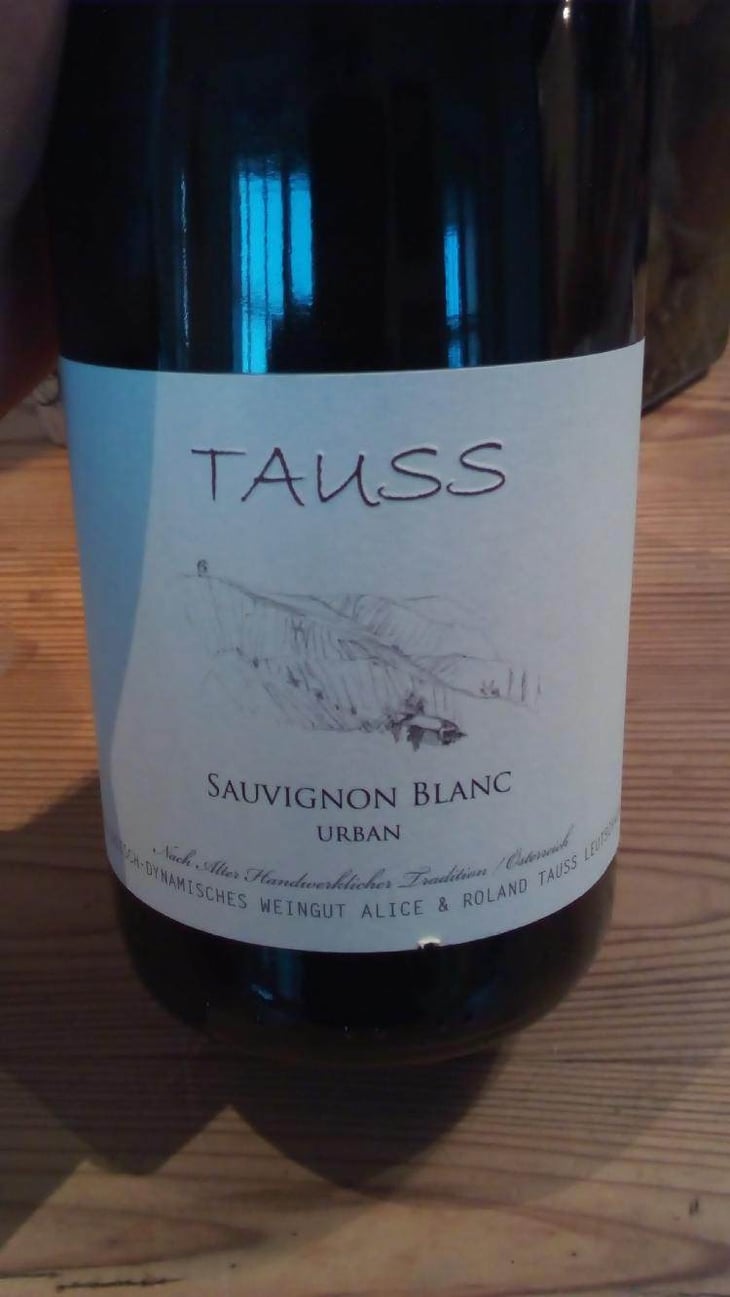 TAUSS
SAUVIGNON BLANC
URBAN
Nach Alter Handwerklicher Tradition / Österreich
-DYNAMISCHES WEINGUT ALICE & ROLAND TAUSS